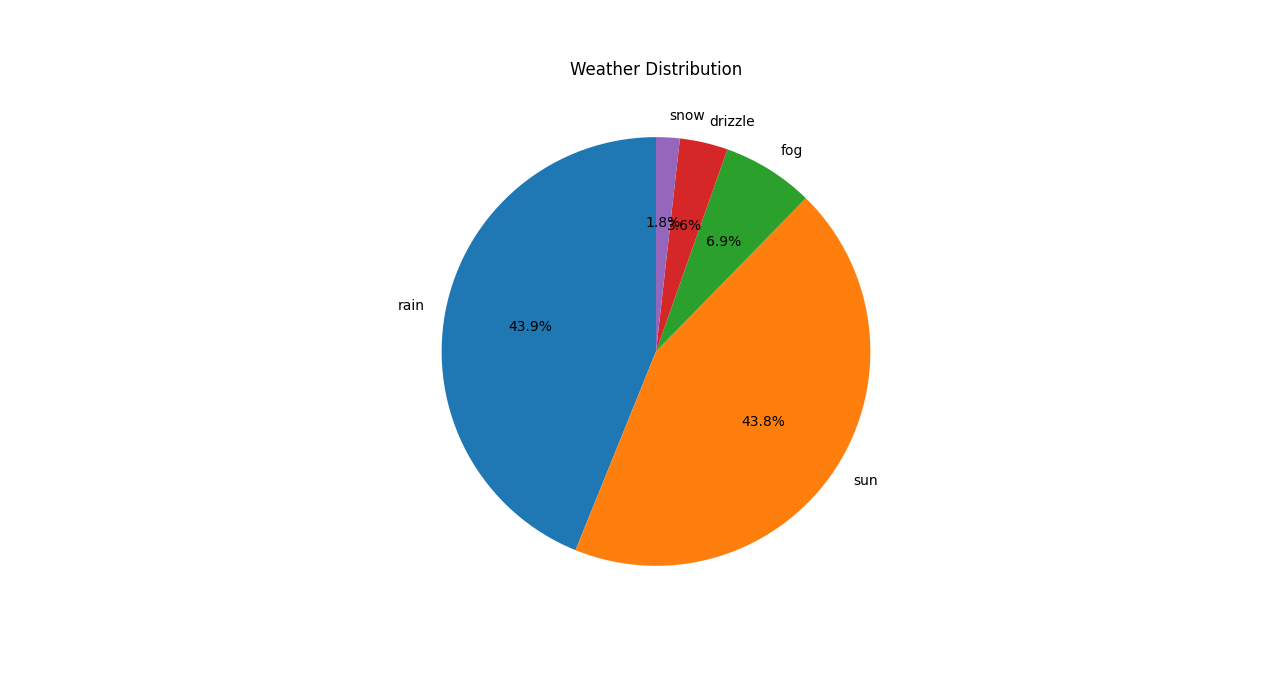 Weather Distribution
snow
drizzle
fog
1.8%
3.6%
6.9%
rain
43.9%
43.8%
sun